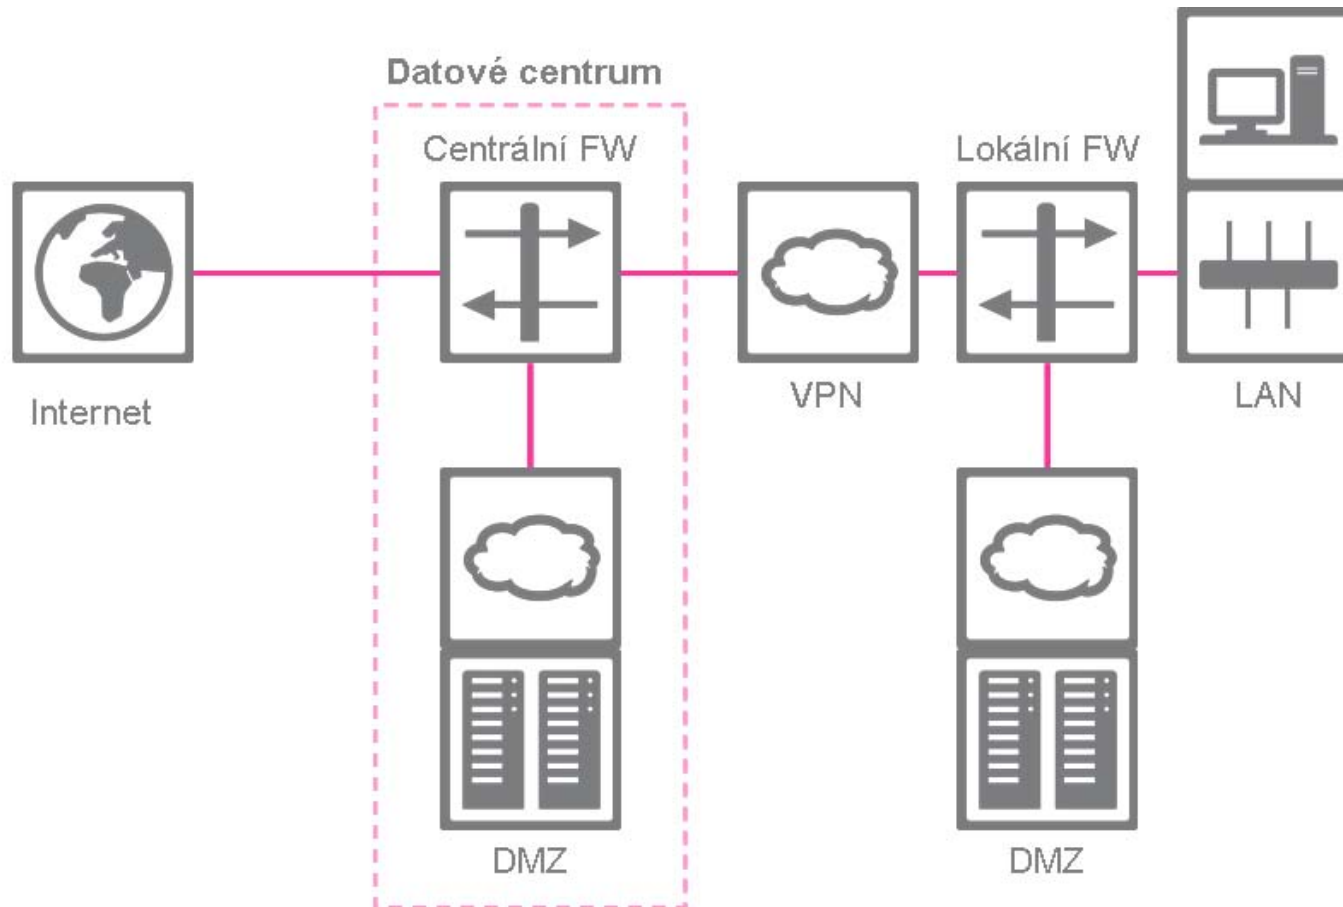 Datové centrum
Centrální FW
Lokální FW
Internet
VPN
LAN
DMZ
DMZ